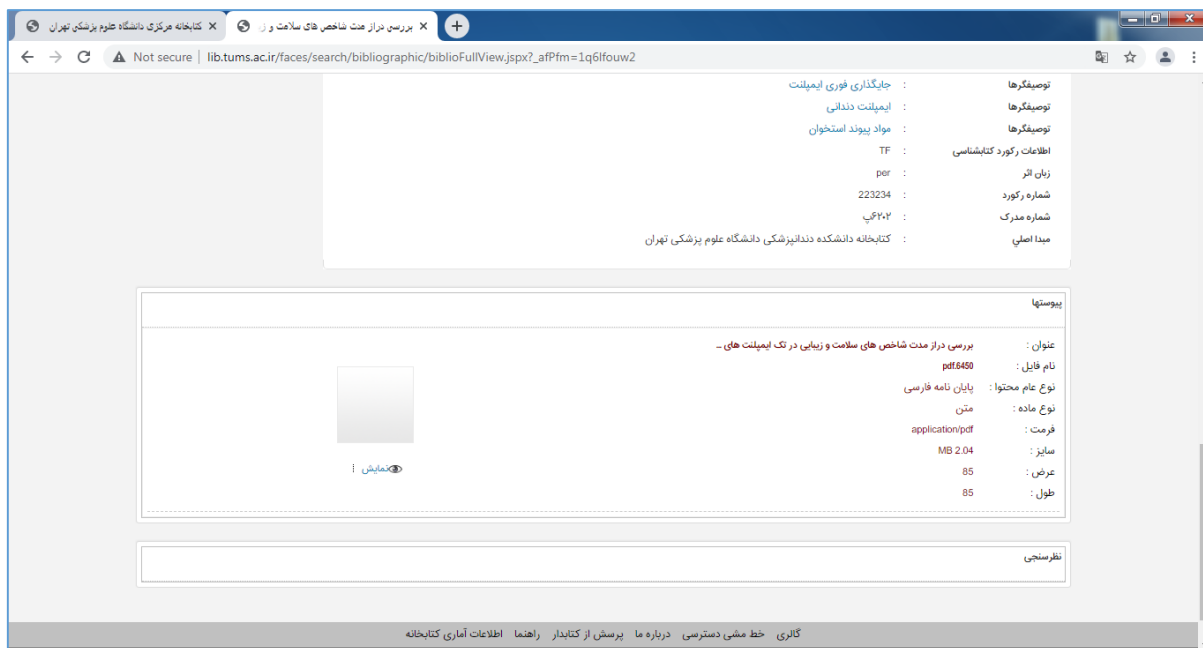 کتابخانه مرکزی دانشگاه علوم پزشکی تهران
بررسی دراز مدت شاخص های سلامت و زی
Not secure | lib.tums.ac.ir/faces/search/bibliographic/biblioFullView.jspx?_afPfm=1q6lfouw2
توصیفگرها : جایگذاری فوری ایمپلنت
توصیفگرها : ایمپلنت دندانی
توصیفگرها : مواد پیوند استخوان
اطلاعات رکورد کتابشناسی : TF
زبان اثر : per
شماره رکورد : 223234
شماره مدرک : ۶۲۰۲پ
مبدا اصلي : کتابخانه دانشکده دندانپزشکی دانشگاه علوم پزشکی تهران
پیوستها
عنوان : بررسی دراز مدت شاخص های سلامت و زیبایی در تک ایمپلنت های ...
نام فایل : 6450.pdf
نوع عام محتوا : پایان نامه فارسی
نوع ماده : متن
فرمت : application/pdf
سایز : 2.04 MB
عرض : 85
طول : 85
نمایش
نظرسنجی
گالری خط مشی دسترسی درباره ما پرسش از کتابدار راهنما اطلاعات آماری کتابخانه